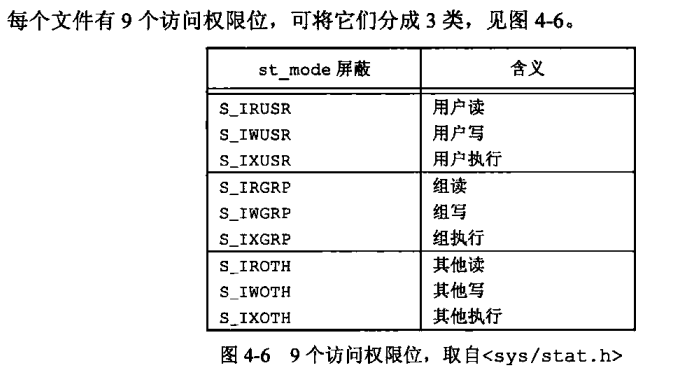 每个文件有 9 个访问权限位，可将它们分成 3 类，见图 4-6。
st_mode 屏蔽 含义
S_IRUSR 用户读
S_IWUSR 用户写
S_IXUSR 用户执行
S_IRGRP 组读
S_IWGRP 组写
S_IXGRP 组执行
S_IROTH 其他读
S_IWOTH 其他写
S_IXOTH 其他执行
图 4-6 9 个访问权限位，取自<sys/stat.h>